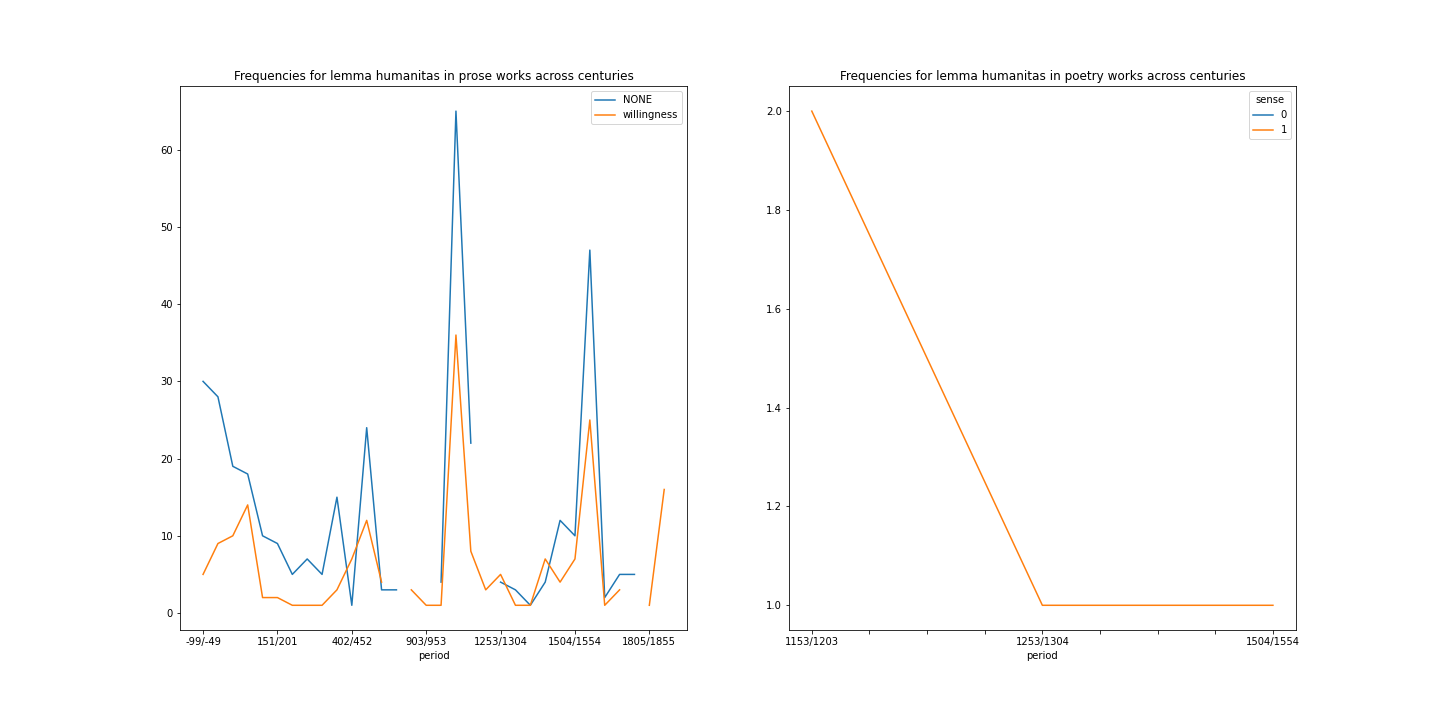 Frequencies for lemma humanitas in prose works across centuries
NONE
willingness
60
50
40
30
20
10
0
-99/-49 151/201 402/452 903/953 1253/1304 1504/1554 1805/1855
period
Frequencies for lemma humanitas in poetry works across centuries
sense
0
1
2.0
1.8
1.6
1.4
1.2
1.0
1153/1203 1253/1304 1504/1554
period